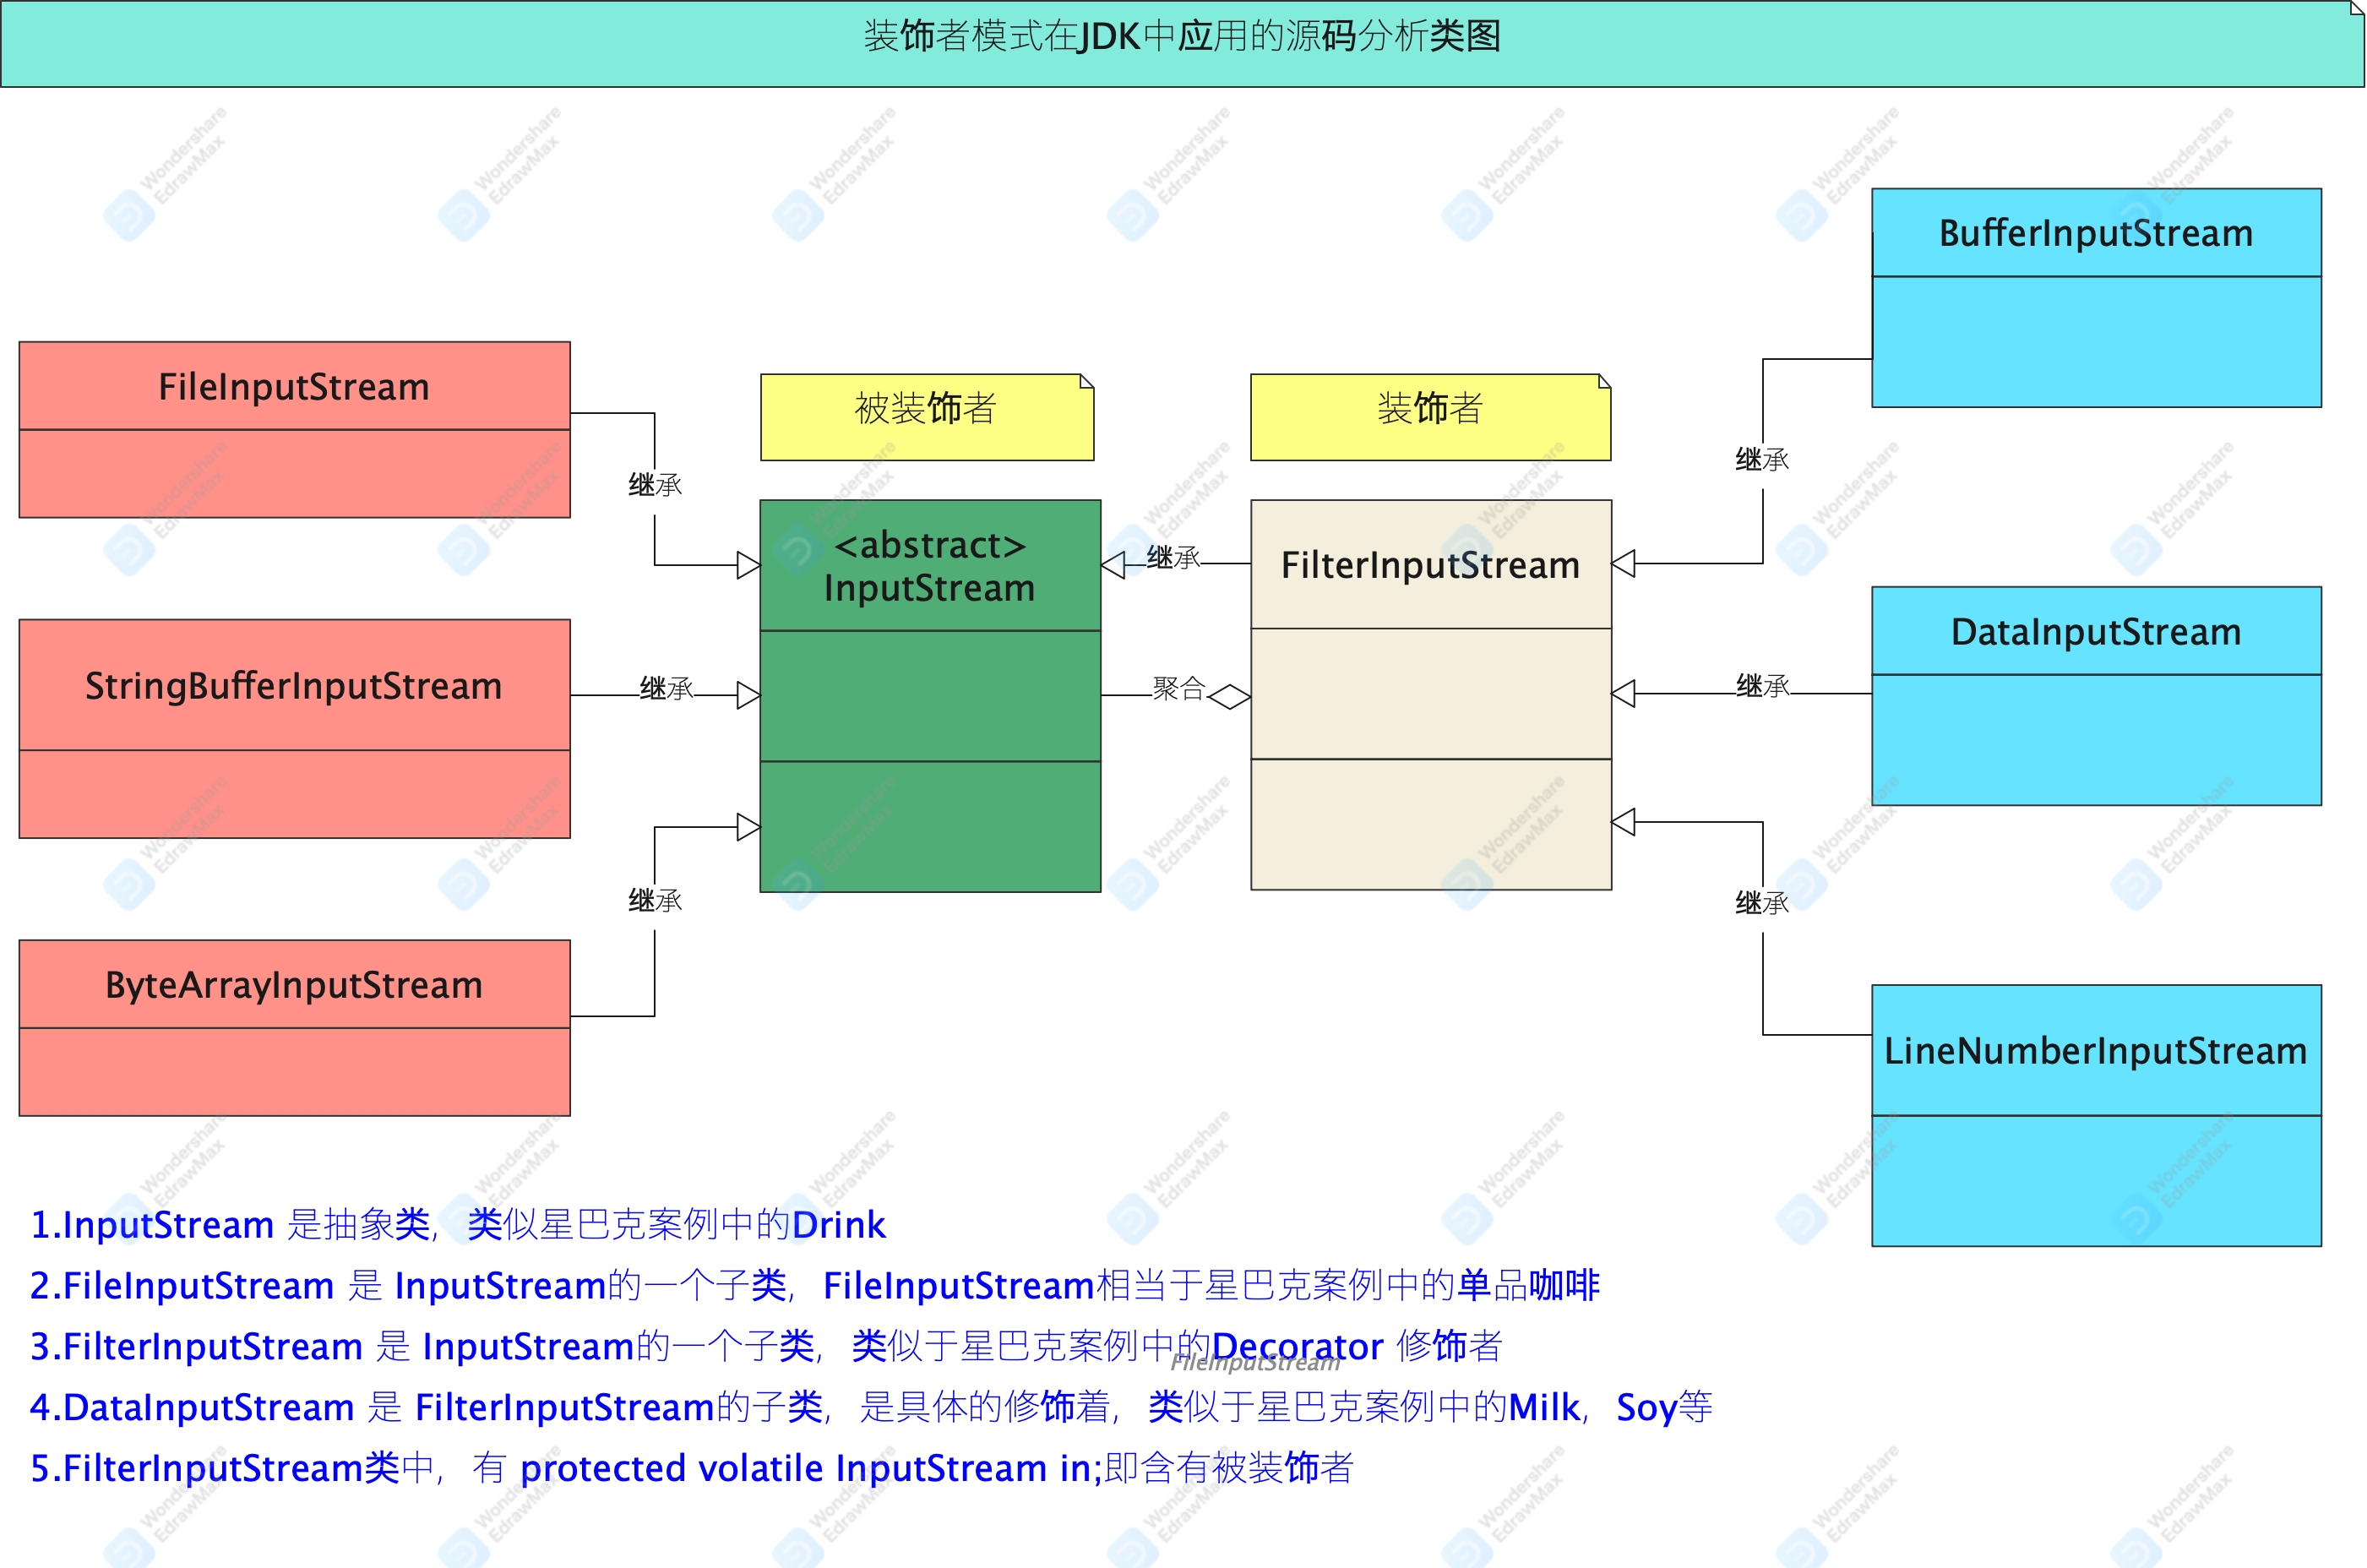 装饰者模式在JDK中应用的源码分析类图
BufferInputStream
FileInputStream
被装饰者
装饰者
继承
继承
<abstract>
InputStream
继承
FilterInputStream
DataInputStream
StringBufferInputStream
继承
聚合
继承
继承
继承
ByteArrayInputStream
LineNumberInputStream
1.InputStream 是抽象类，类似星巴克案例中的Drink
2.FileInputStream 是 InputStream的一个子类，FileInputStream相当于星巴克案例中的单品咖啡
3.FilterInputStream 是 InputStream的一个子类，类似于星巴克案例中的Decorator 修饰者
FileInputStream
4.DataInputStream 是 FilterInputStream的子类，是具体的修饰着，类似于星巴克案例中的Milk，Soy等
5.FilterInputStream类中，有 protected volatile InputStream in;即含有被装饰者
Wondershare
EdrawMax